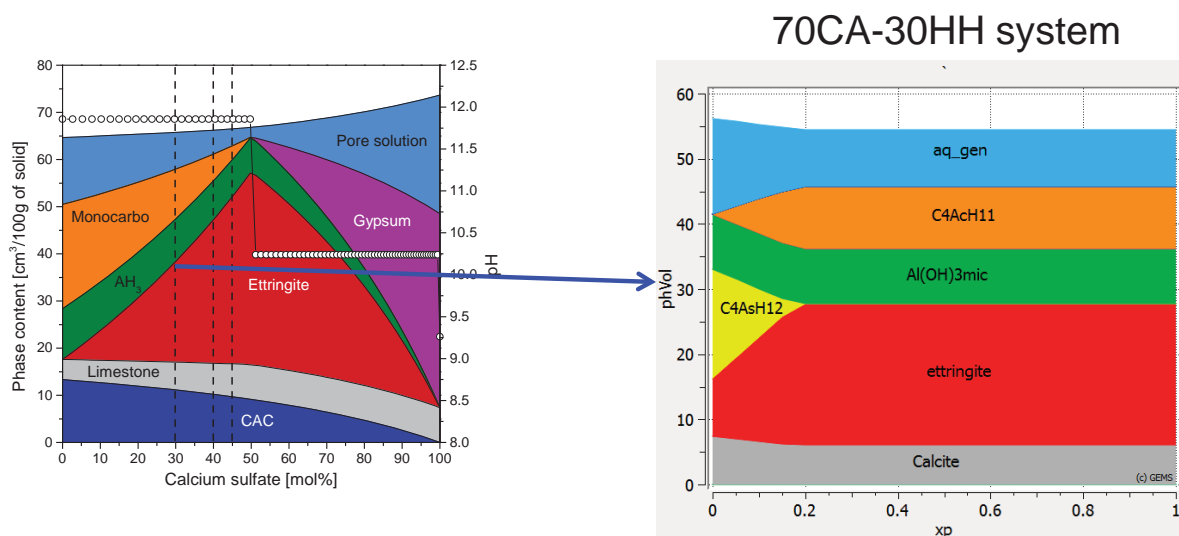 70CA-30HH system
80
70
60
50
40
30
20
10
0
Phase content [cm³/100g of solid]
Pore solution
Monocarbo
Gypsum
AH₃
Ettringite
Limestone
CAC
12.5
12.0
11.5
11.0
10.5
10.0
9.5
9.0
8.5
8.0
pH
0 10 20 30 40 50 60 70 80 90 100
Calcium sulfate [mol%]
`
60
50
40
30
20
10
0
phVol
aq_gen
C4AcH11
Al(OH)3mic
C4AsH12
ettringite
Calcite
(c) GEMS
0 0.2 0.4 0.6 0.8 1
xp